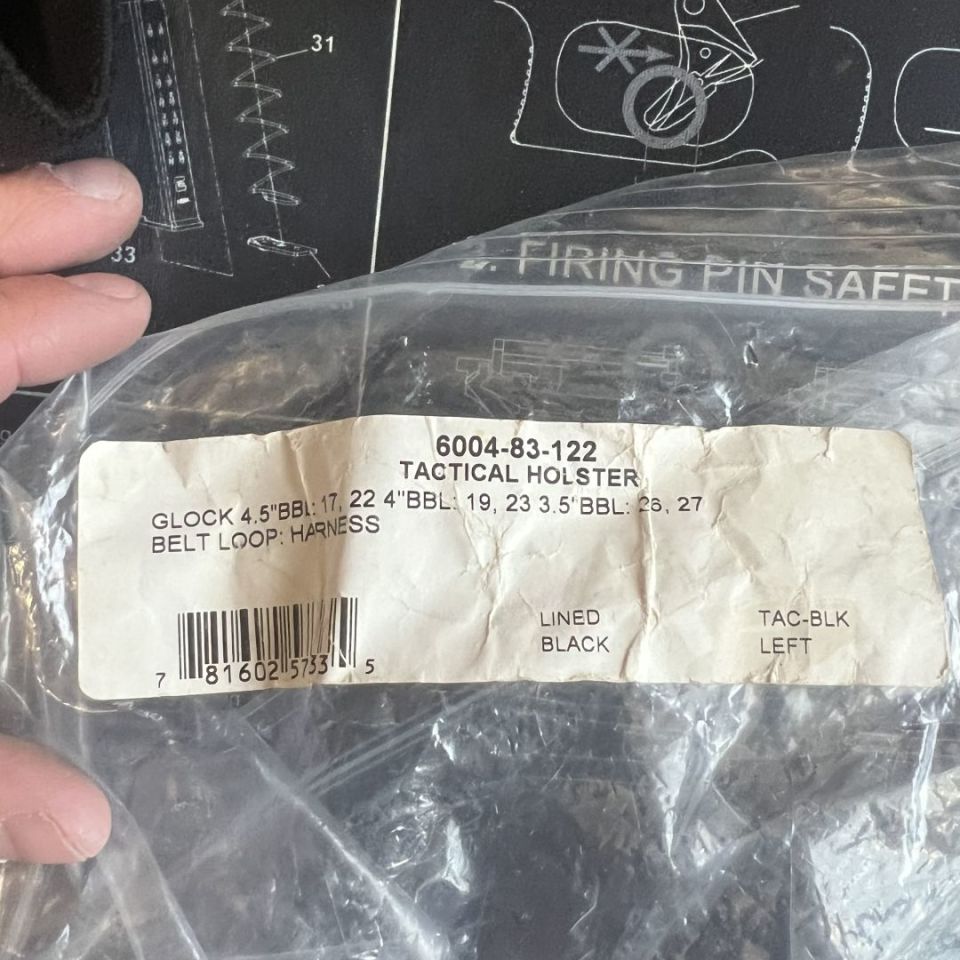 31
33
2. FIRING PIN SAFET
6004-83-122
TACTICAL HOLSTER
GLOCK 4.5"BBL: 17, 22 4"BBL: 19, 23 3.5"BBL: 26, 27
BELT LOOP: HARNESS
LINED TAC-BLK
BLACK LEFT
7 81602 5733 5